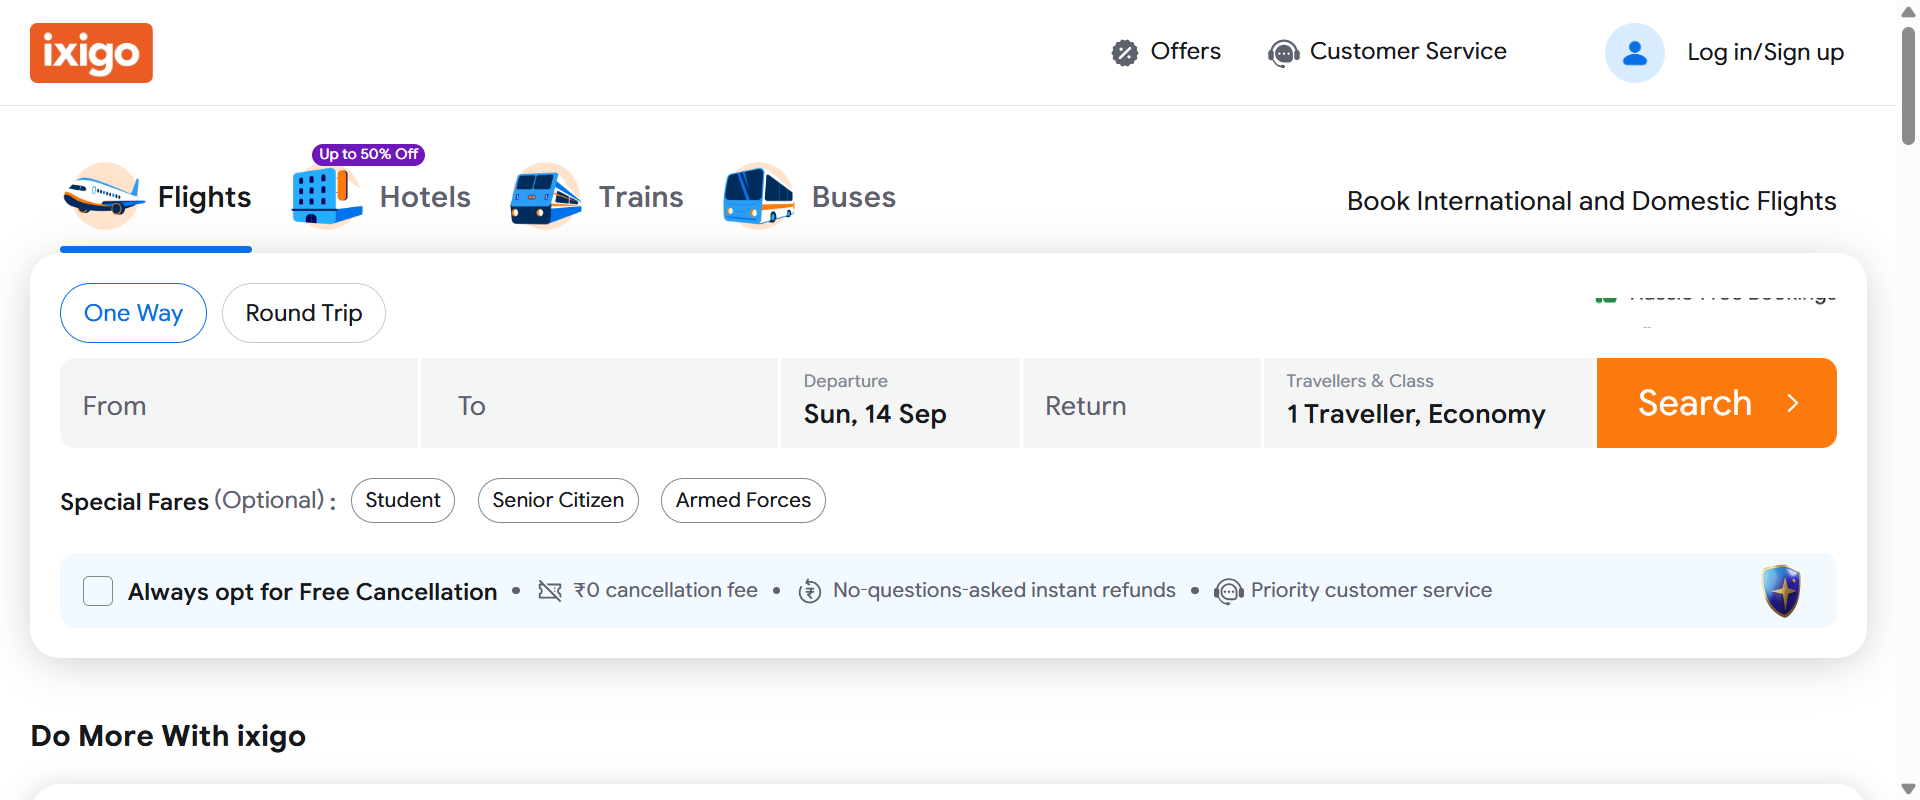 ixigo
Offers
Customer Service
Log in/Sign up
Up to 50% Off
Flights
Hotels
Trains
Buses
Book International and Domestic Flights
One Way
Round Trip
From
To
Departure
Sun, 14 Sep
Return
Travellers & Class
1 Traveller, Economy
Search
Special Fares (Optional) :
Student
Senior Citizen
Armed Forces
Always opt for Free Cancellation • ₹0 cancellation fee • No-questions-asked instant refunds • Priority customer service
Do More With ixigo